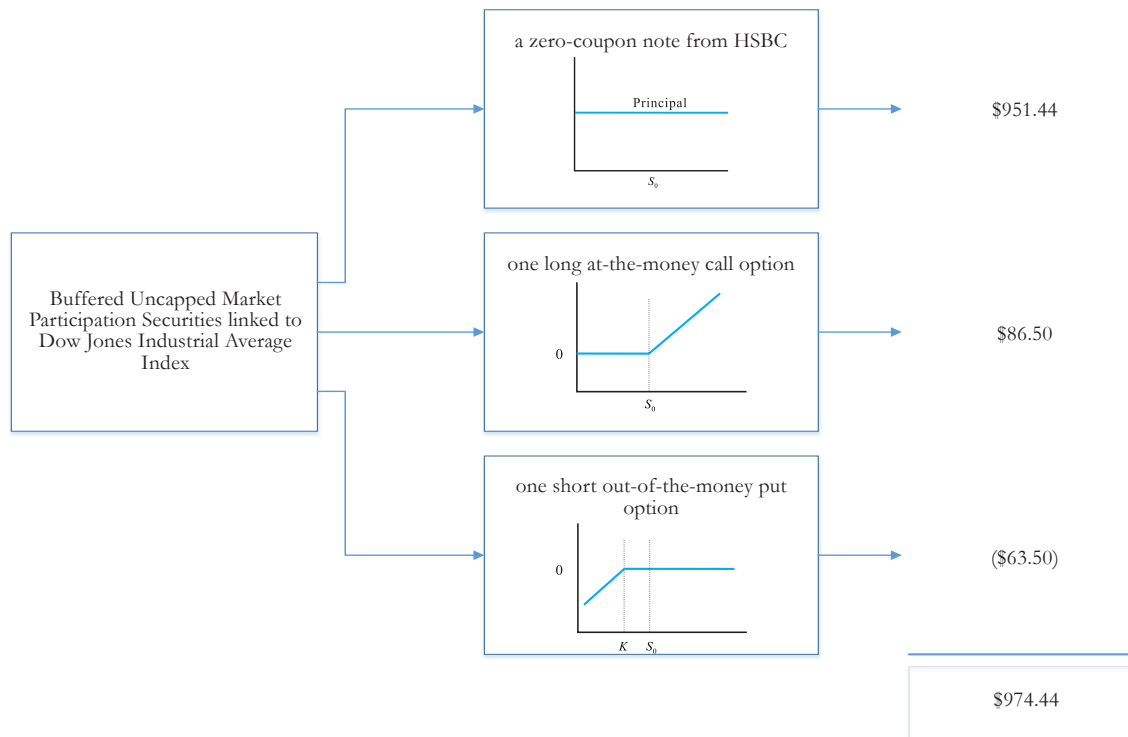 a zero-coupon note from HSBC
Principal
S₀
$951.44
Buffered Uncapped Market
Participation Securities linked to
Dow Jones Industrial Average
Index
one long at-the-money call option
0
S₀
$86.50
one short out-of-the-money put
option
0
K S₀
($63.50)
$974.44